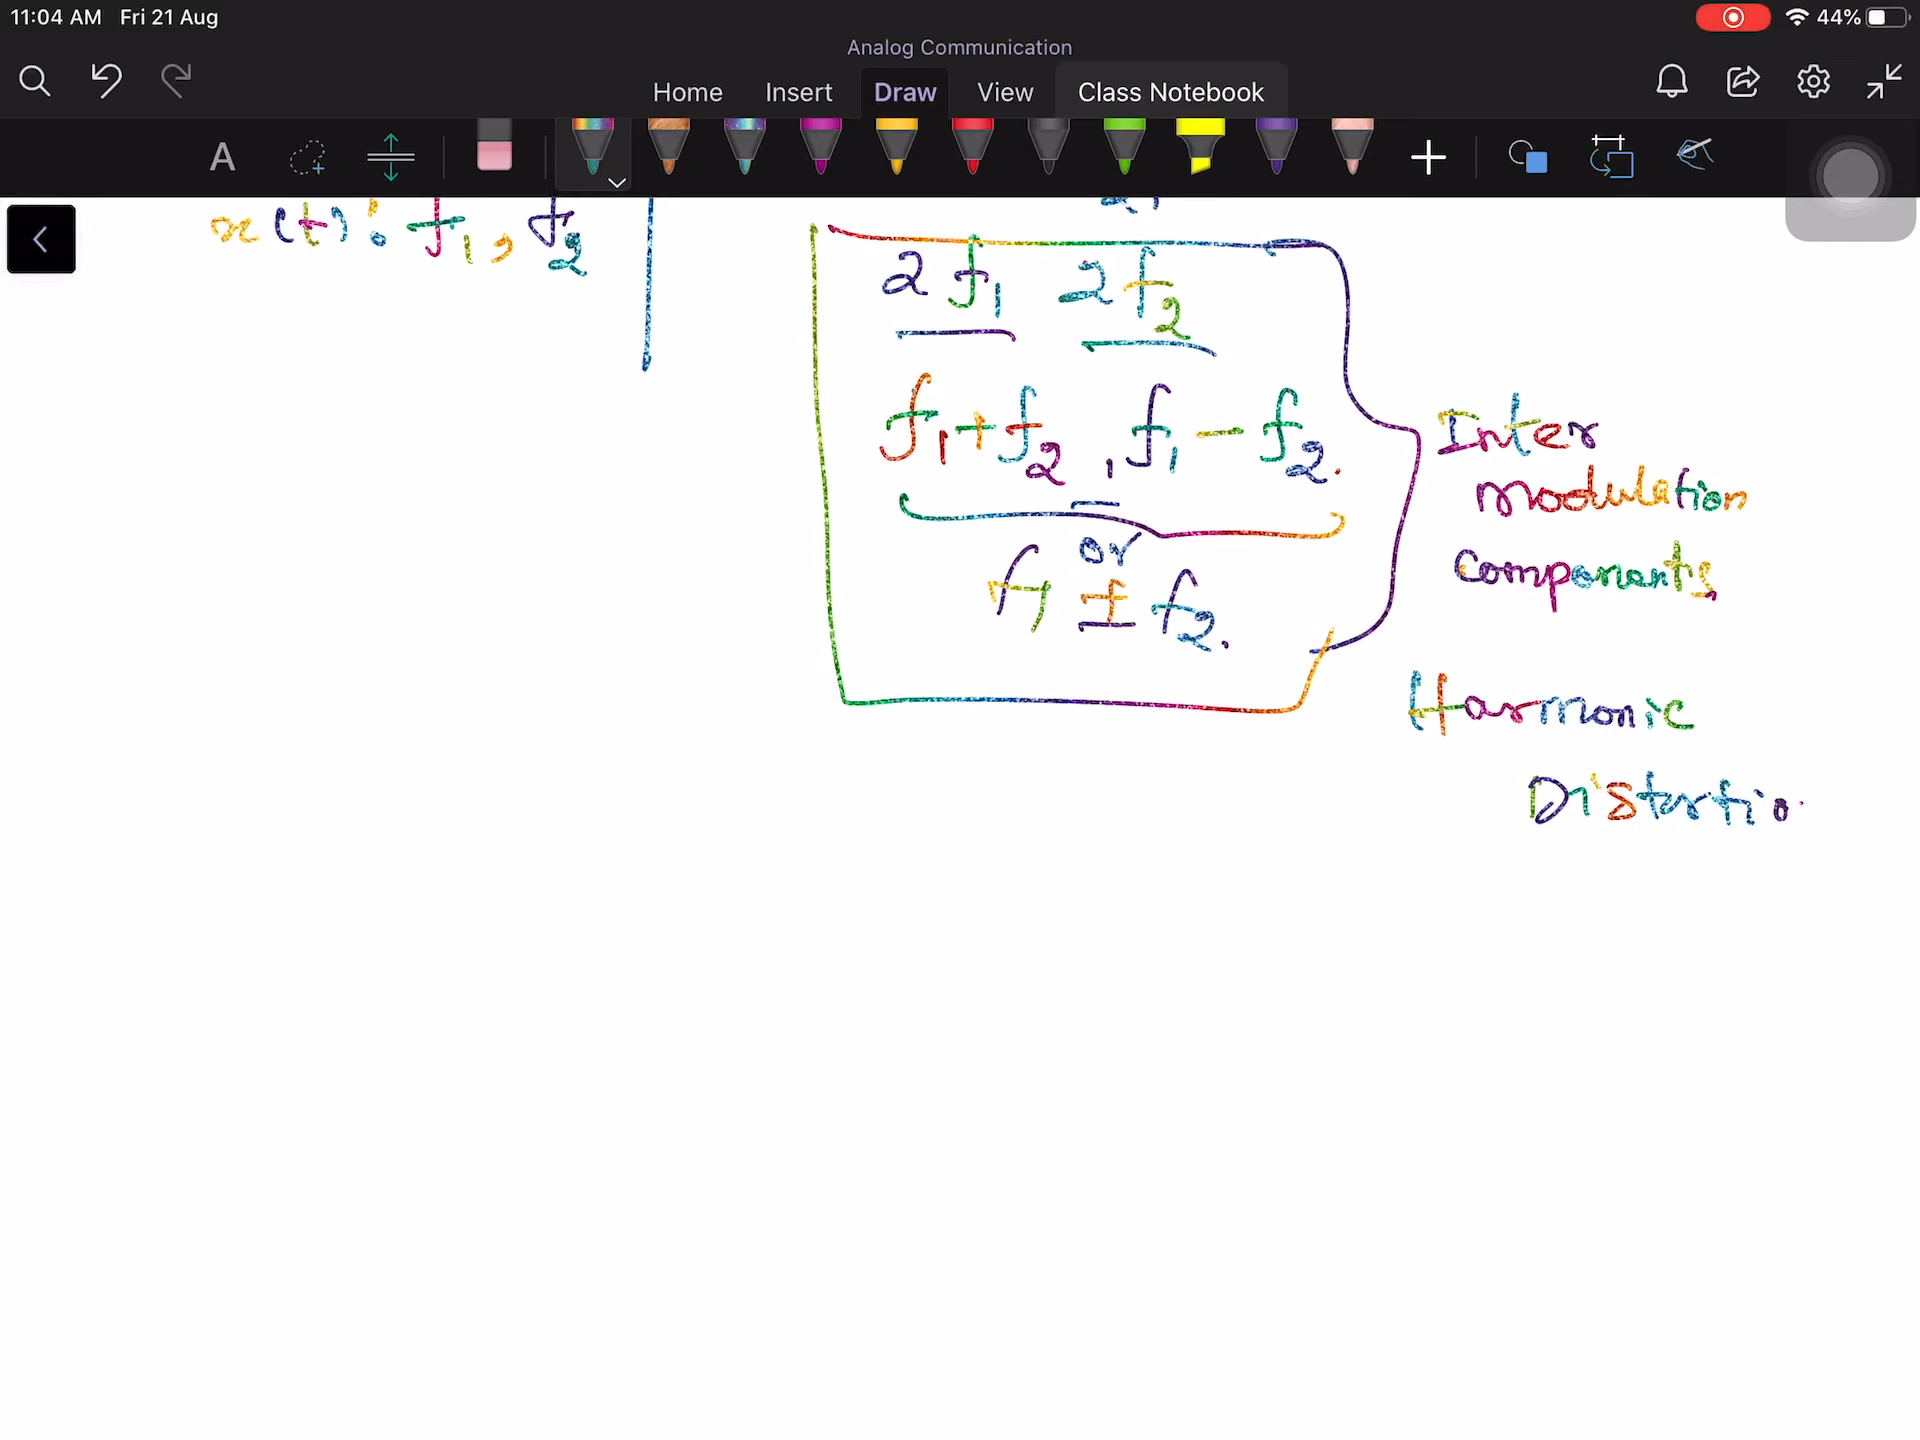 11:04 AM Fri 21 Aug
44%
Analog Communication
Home Insert Draw View Class Notebook
A
x(t): f1, f2
2f1 2f2
f1+f2, f1-f2.
or
f1 ± f2.
Inter
modulation
Components,
Harmonic
Distortio